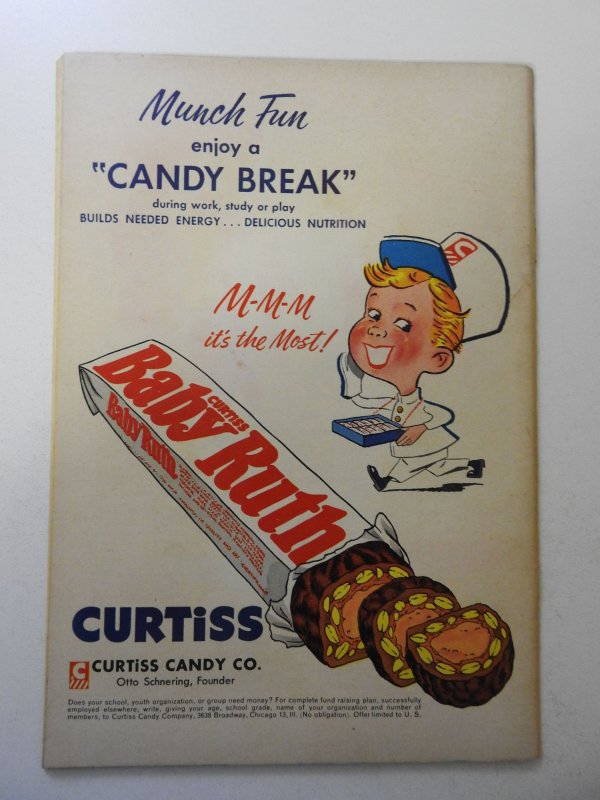 Munch Fun
enjoy a
"CANDY BREAK"
during work, study or play
BUILDS NEEDED ENERGY... DELICIOUS NUTRITION
C
M-M-M
it's the Most!
CURTISS
Baby Ruth
Baby Ruth
CURTiSS
C CURTiSS CANDY CO.
Otto Schnering, Founder
Does your school, youth organization, or group need money? For complete fund raising plan, successfully
employed elsewhere, write, giving your age, school grade, name of your organization and number of
members, to Curtiss Candy Company, 3638 Broadway, Chicago 13, Ill. (No obligation). Offer limited to U. S.